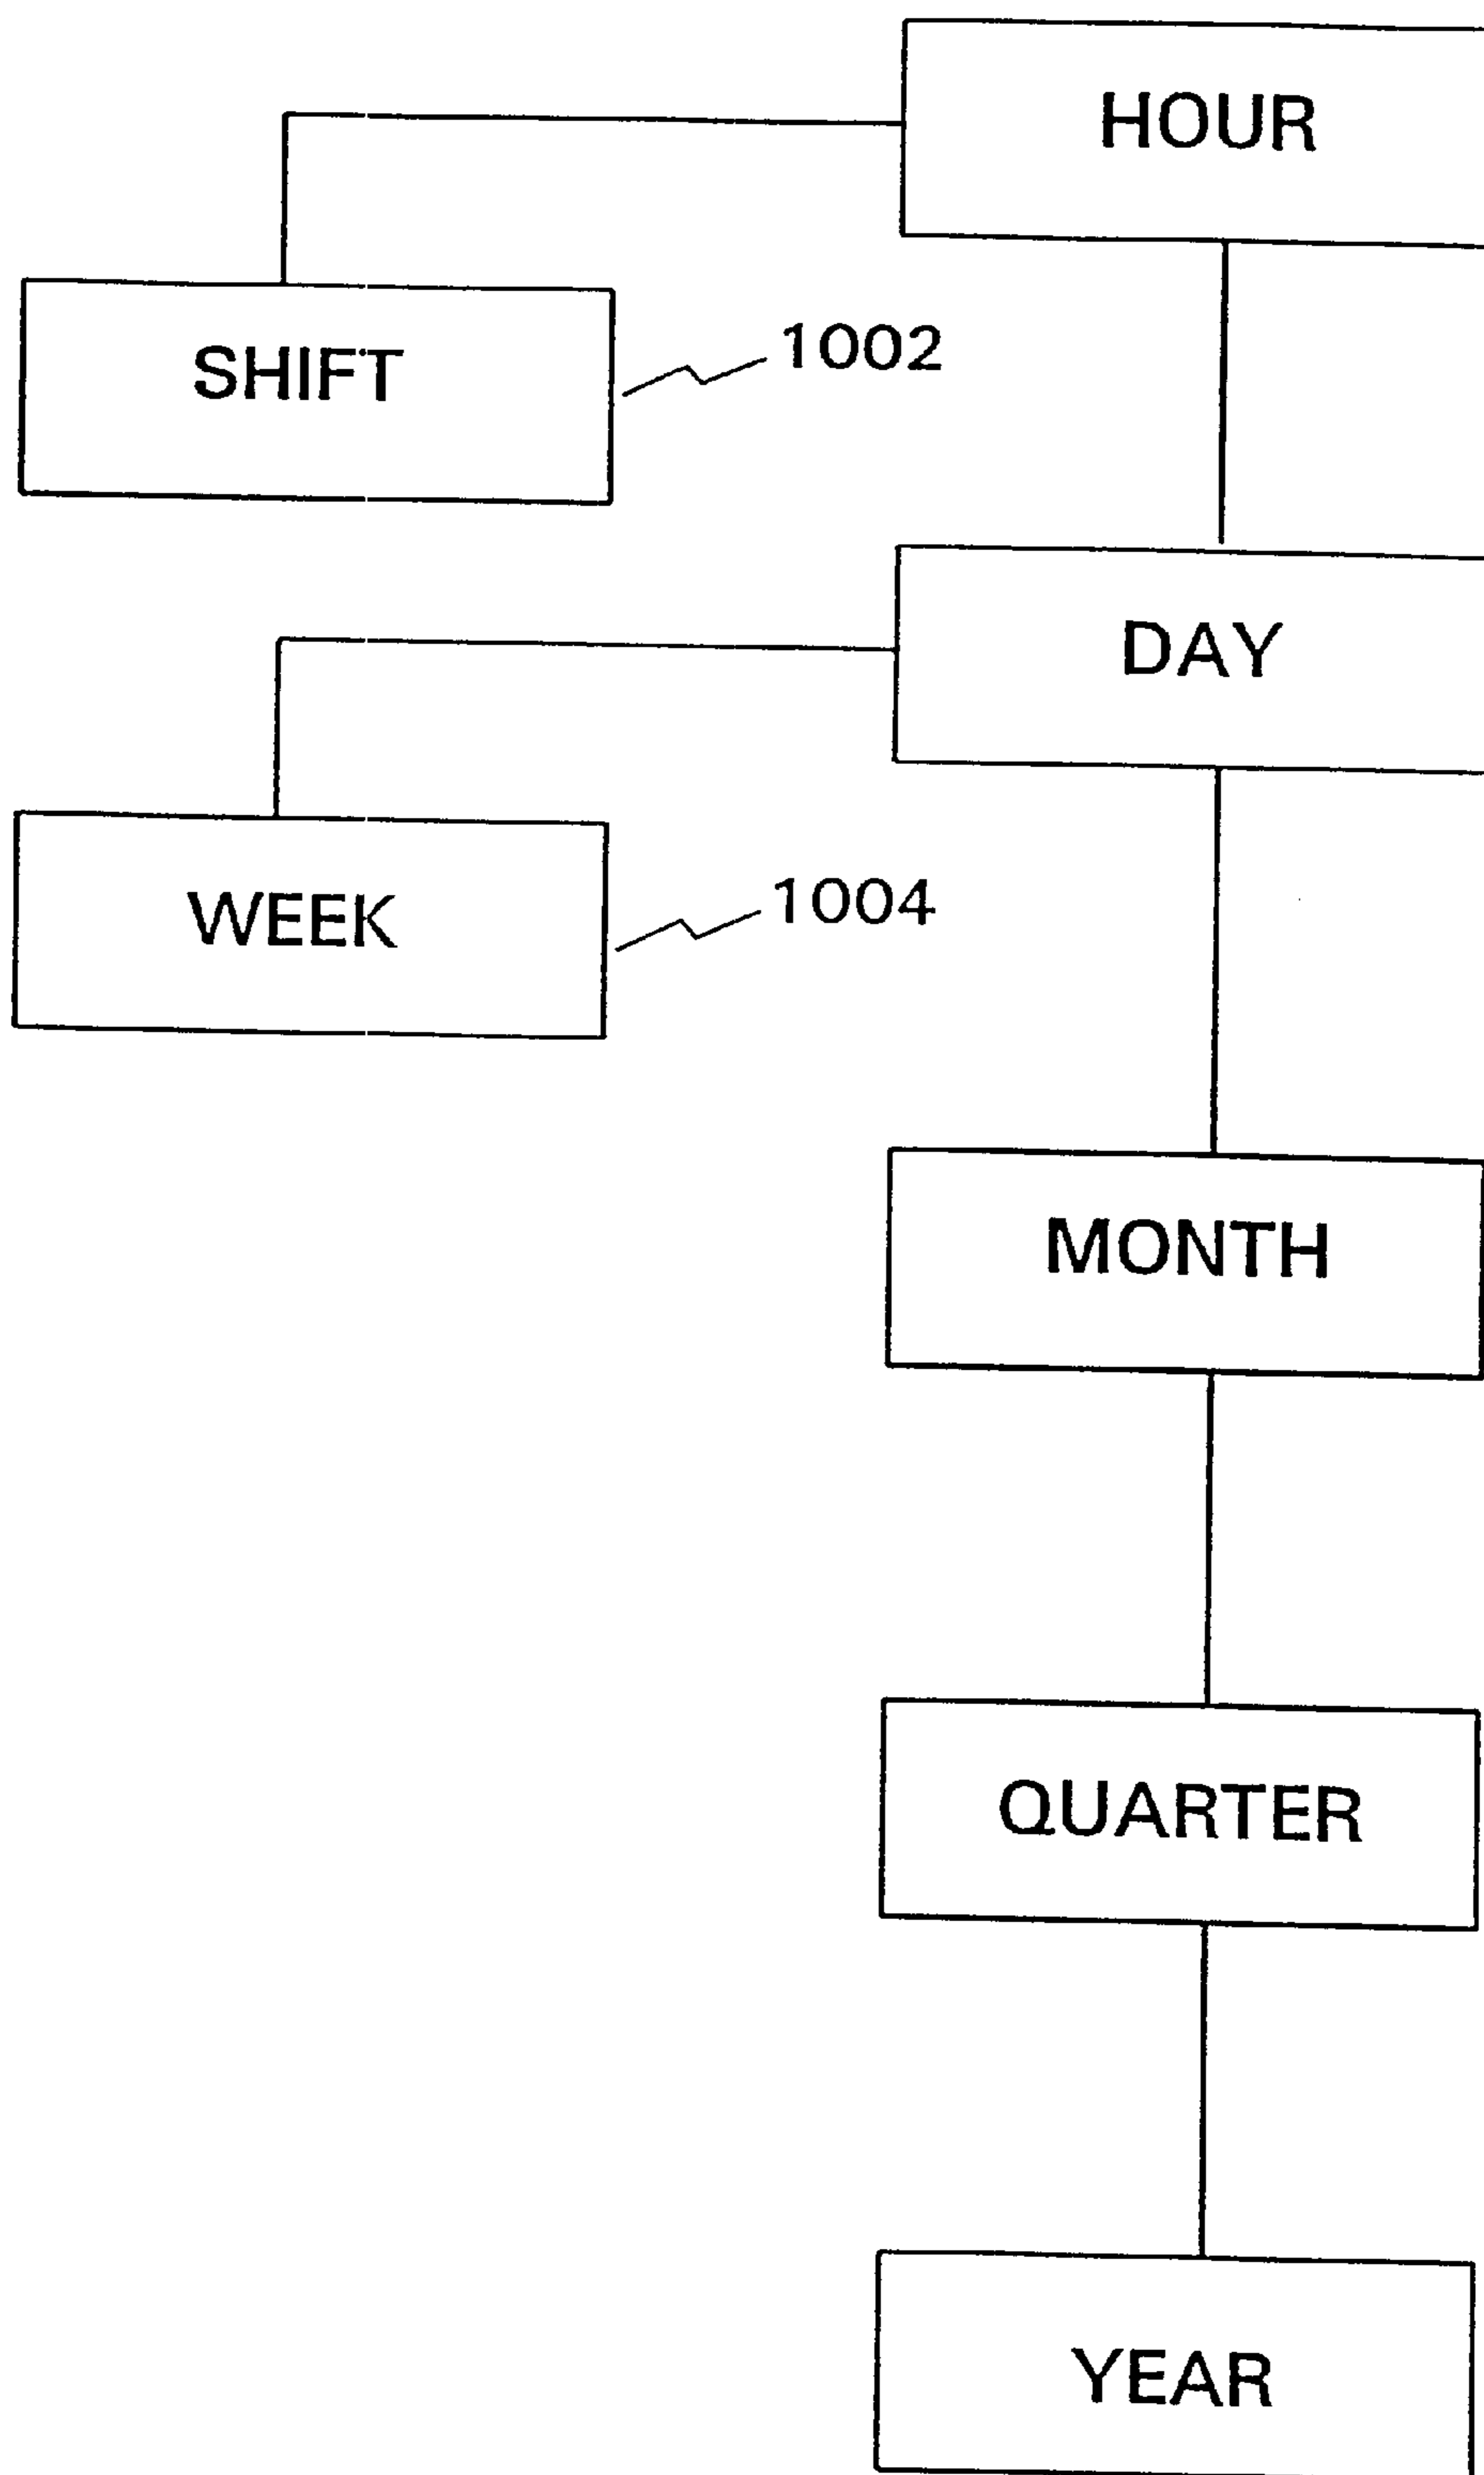 HOUR
SHIFT
1002
DAY
WEEK
1004
MONTH
QUARTER
YEAR